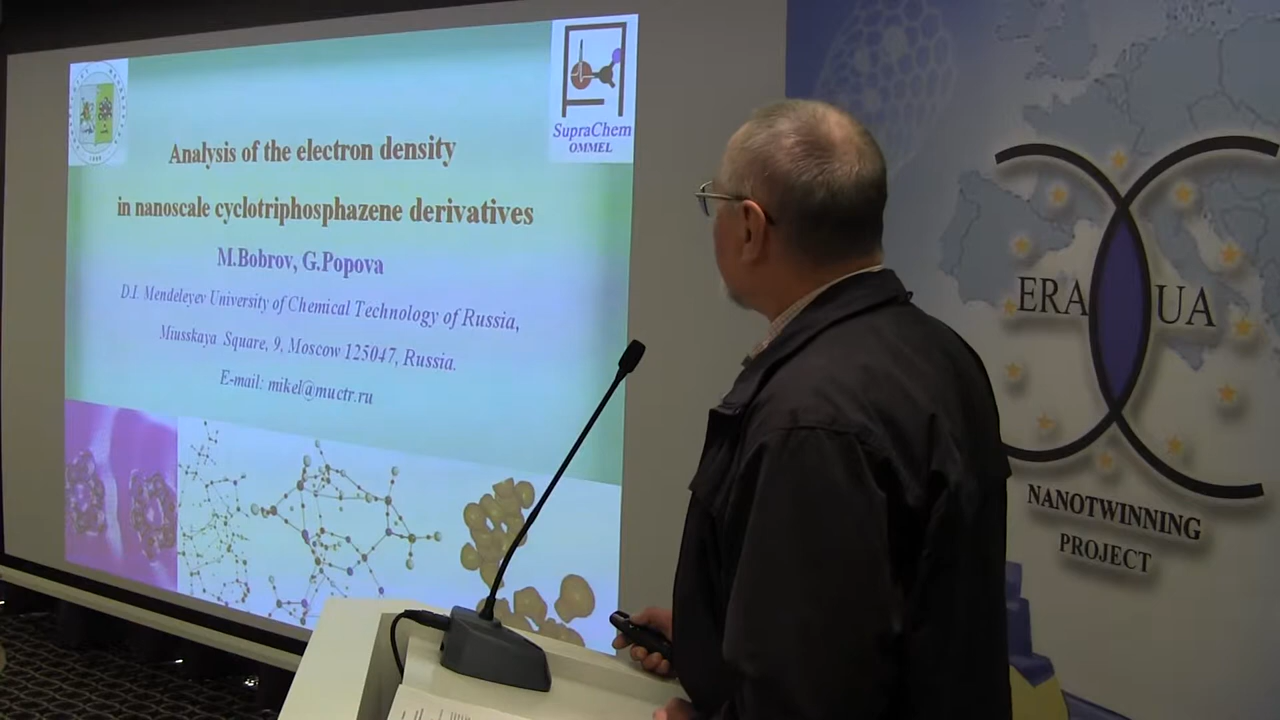 SupraChem
OMMEL
Analysis of the electron density
in nanoscale cyclotriphosphazene derivatives
M.Bobrov, G.Popova
D.I. Mendeleyev University of Chemical Technology of Russia,
Miusskaya Square, 9, Moscow 125047, Russia.
E-mail: mikel@muctr.ru
ERA UA
NANOTWINNING
PROJECT